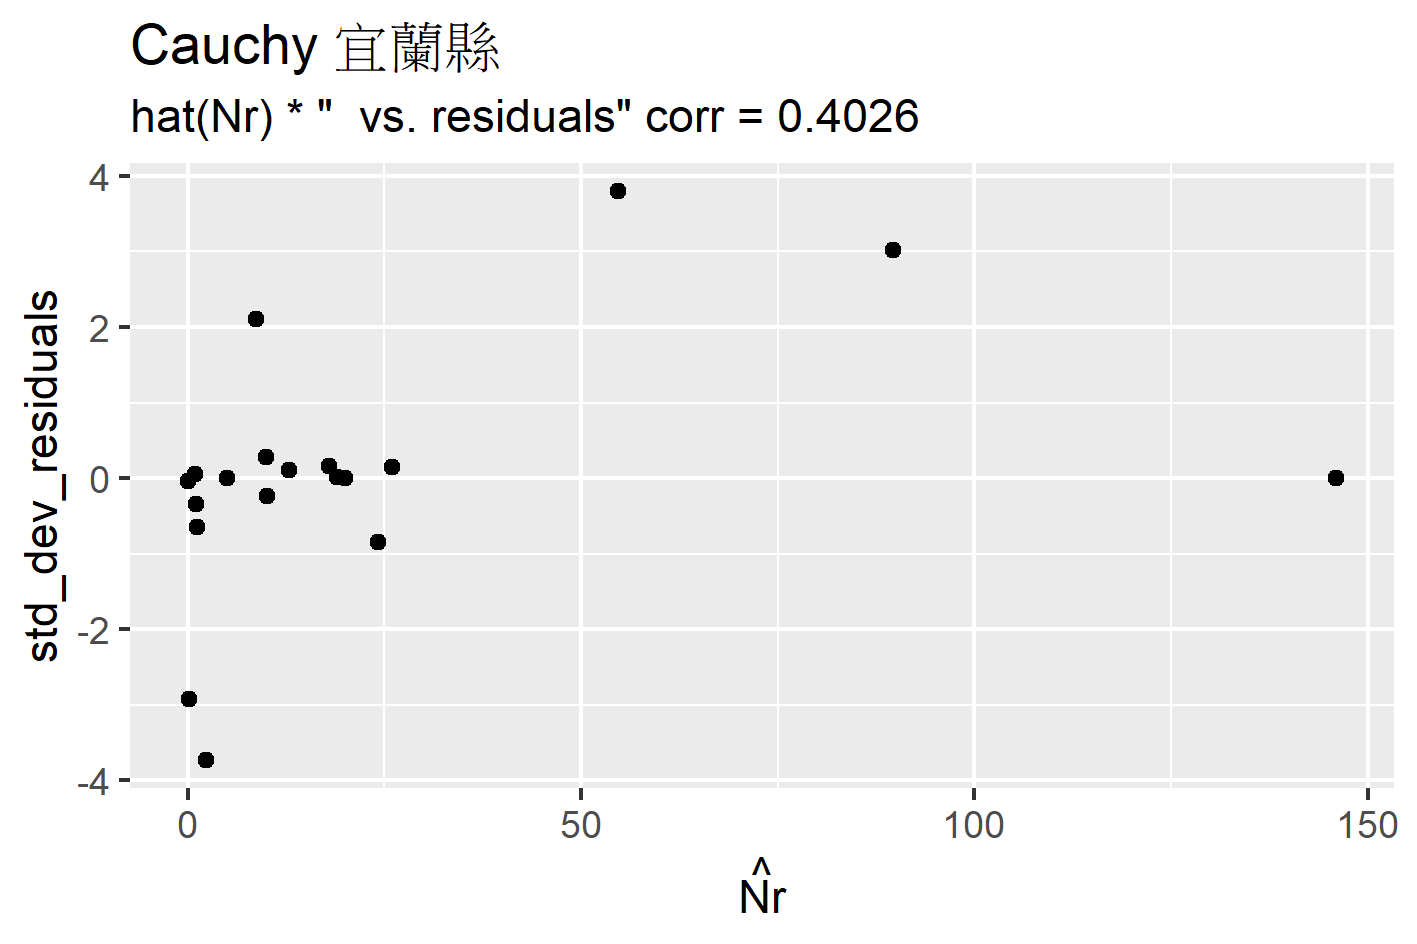 Cauchy 宜蘭縣
hat(Nr) * "  vs. residuals" corr = 0.4026
std_dev_residuals
4
2
0
-2
-4
0
50
100
150
N̂r